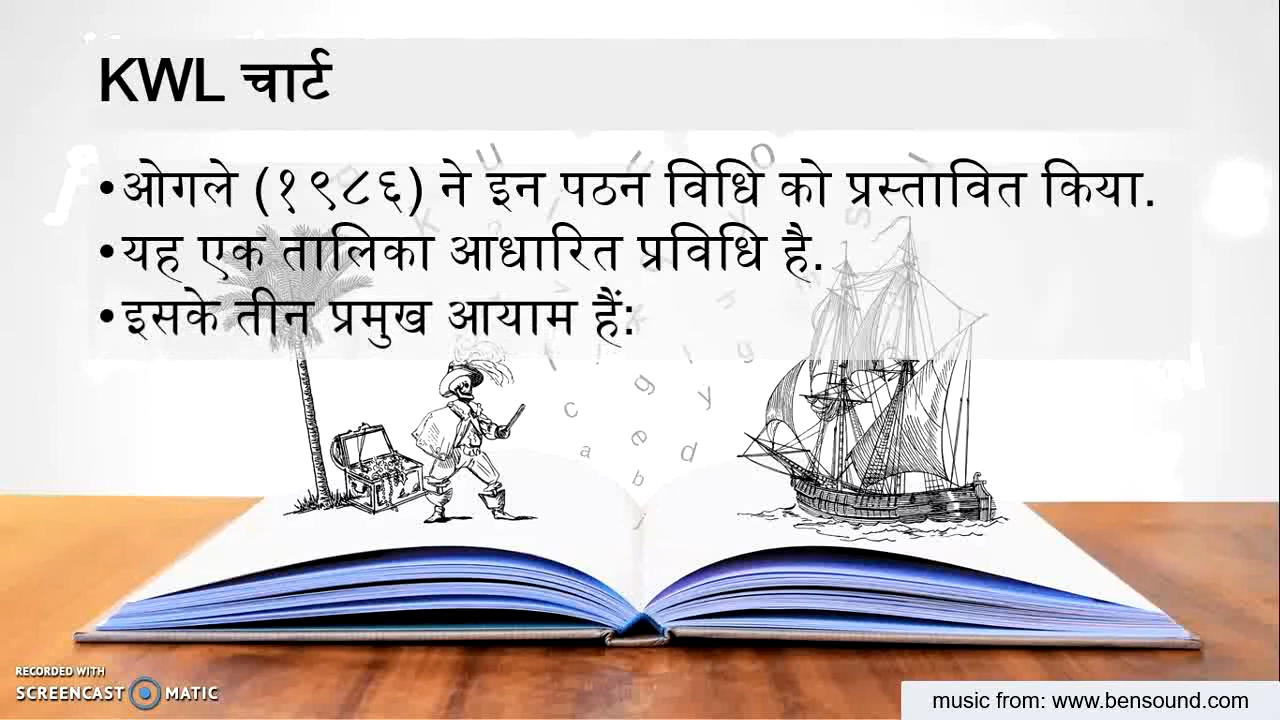 KWL चार्ट
•ओगले (१९८६) ने इन पठन विधि को प्रस्तावित किया.
•यह एक तालिका आधारित प्रविधि है.
•इसके तीन प्रमुख आयाम हैं:
RECORDED WITH
SCREENCAST MATIC
music from: www.bensound.com